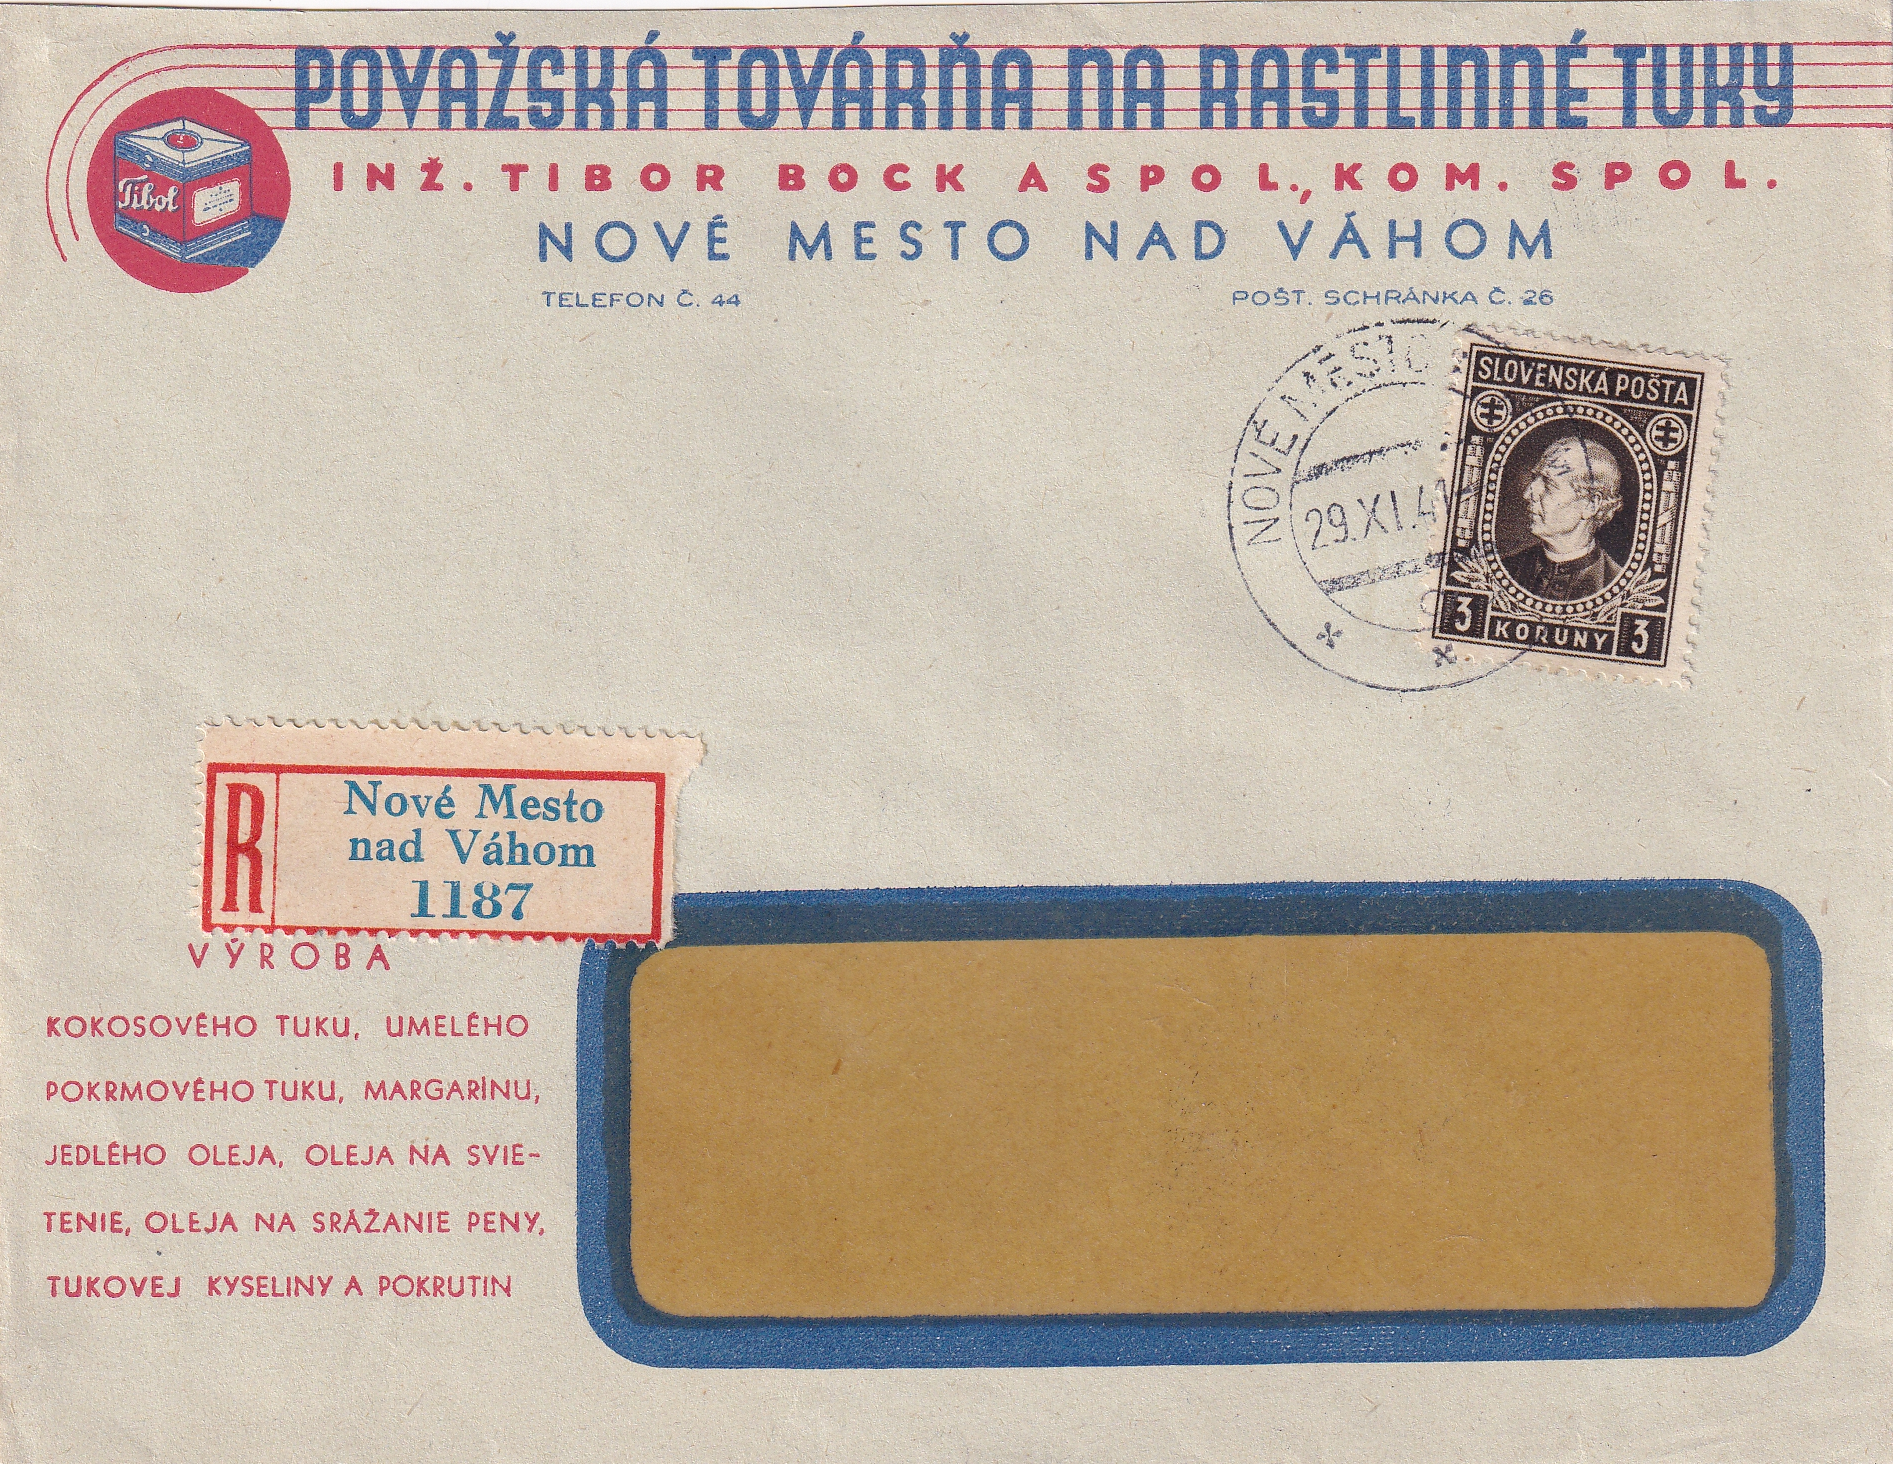 POVAŽSKÁ TOVÁRŇA NA RASTLINNÉ TUKY
Tibol
INŽ. TIBOR BOCK A SPOL., KOM. SPOL.
NOVÉ MESTO NAD VÁHOM
TELEFON Č. 44
POŠT. SCHRÁNKA Č. 26
NOVÉ MESTO
29.XI.41
SLOVENSKÁ POŠTA
3 KORUNY 3
R
Nové Mesto
nad Váhom
1187
VÝROBA
KOKOSOVÉHO TUKU, UMELÉHO
POKRMOVÉHO TUKU, MARGARÍNU,
JEDLÉHO OLEJA, OLEJA NA SVIE-
TENIE, OLEJA NA SRÁŽANIE PENY,
TUKOVEJ KYSELINY A POKRUTIN